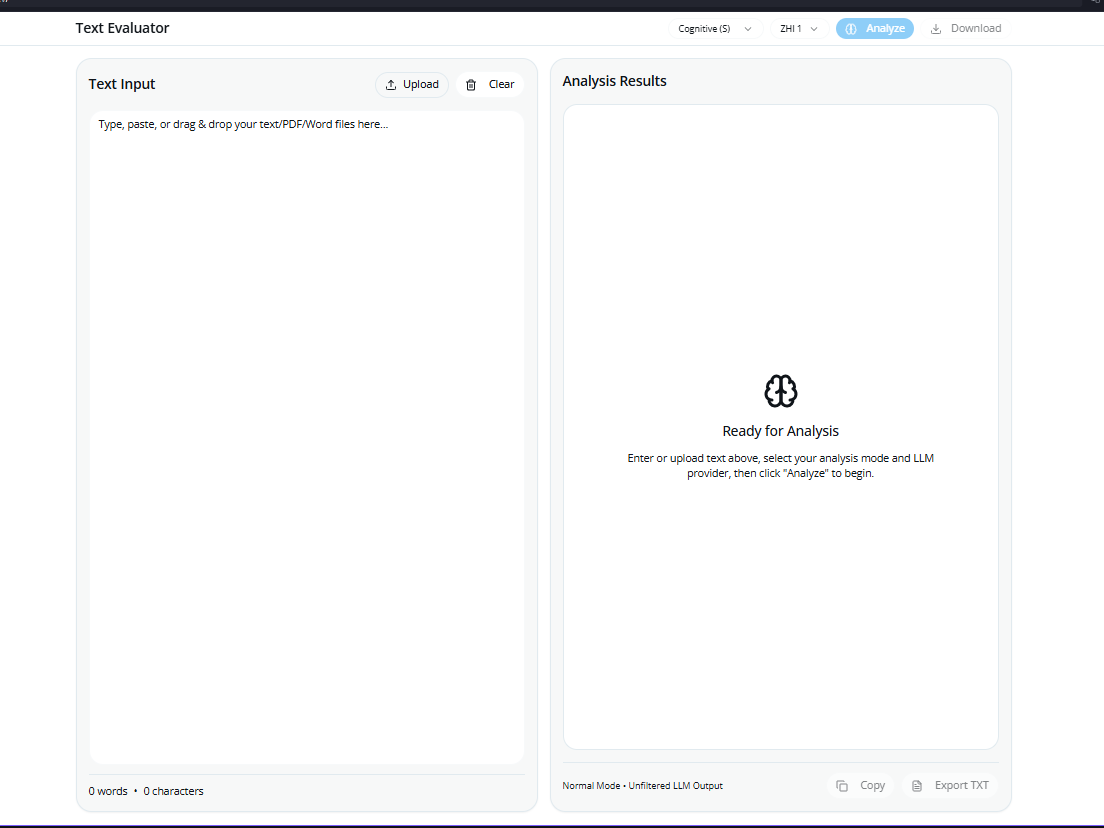 Text Evaluator
Cognitive (S)
ZHI 1
Analyze
Download
Text Input
Upload
Clear
Type, paste, or drag & drop your text/PDF/Word files here...
0 words • 0 characters
Analysis Results
Ready for Analysis
Enter or upload text above, select your analysis mode and LLM
provider, then click "Analyze" to begin.
Normal Mode • Unfiltered LLM Output
Copy
Export TXT